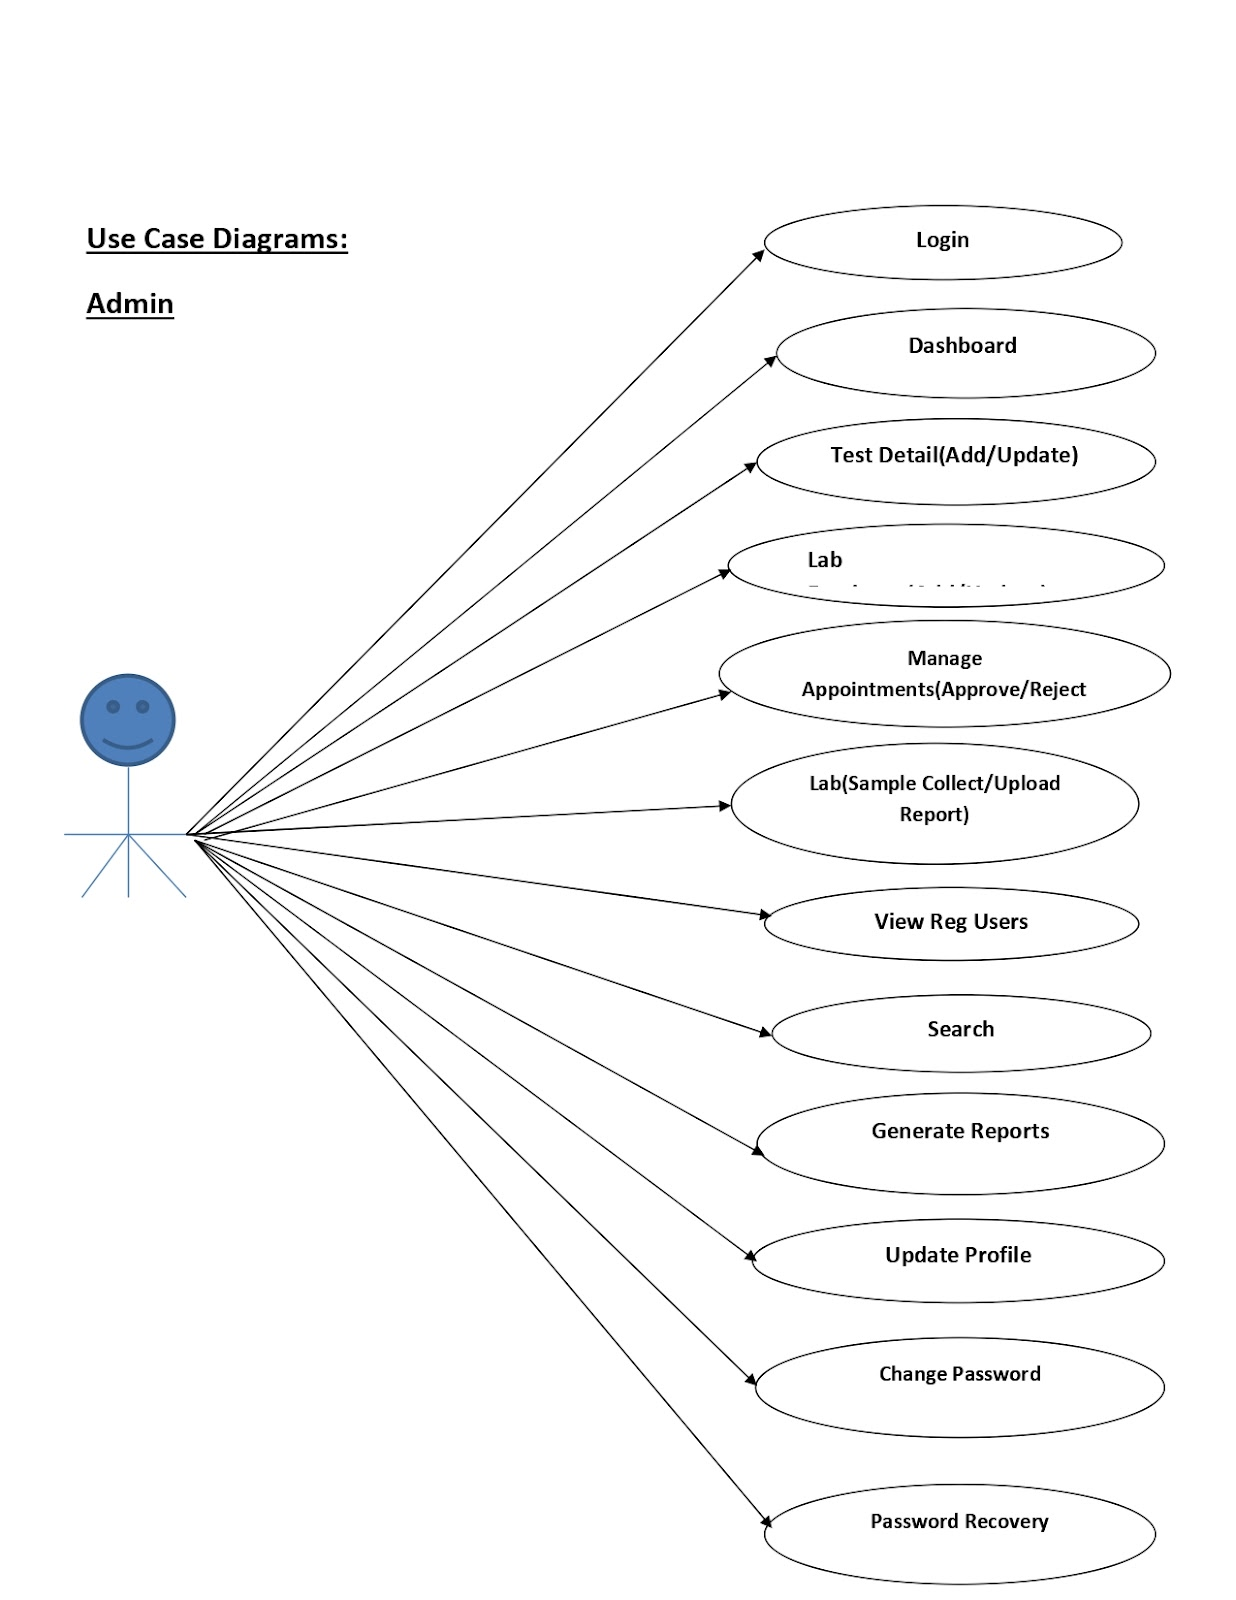 Use Case Diagrams:
Admin
Login
Dashboard
Test Detail(Add/Update)
Lab
Manage
Appointments(Approve/Reject
Lab(Sample Collect/Upload
Report)
View Reg Users
Search
Generate Reports
Update Profile
Change Password
Password Recovery